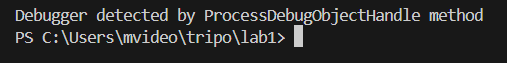 Debugger detected by ProcessDebugObjectHandle method
PS C:\Users\mvideo\tripo\lab1>